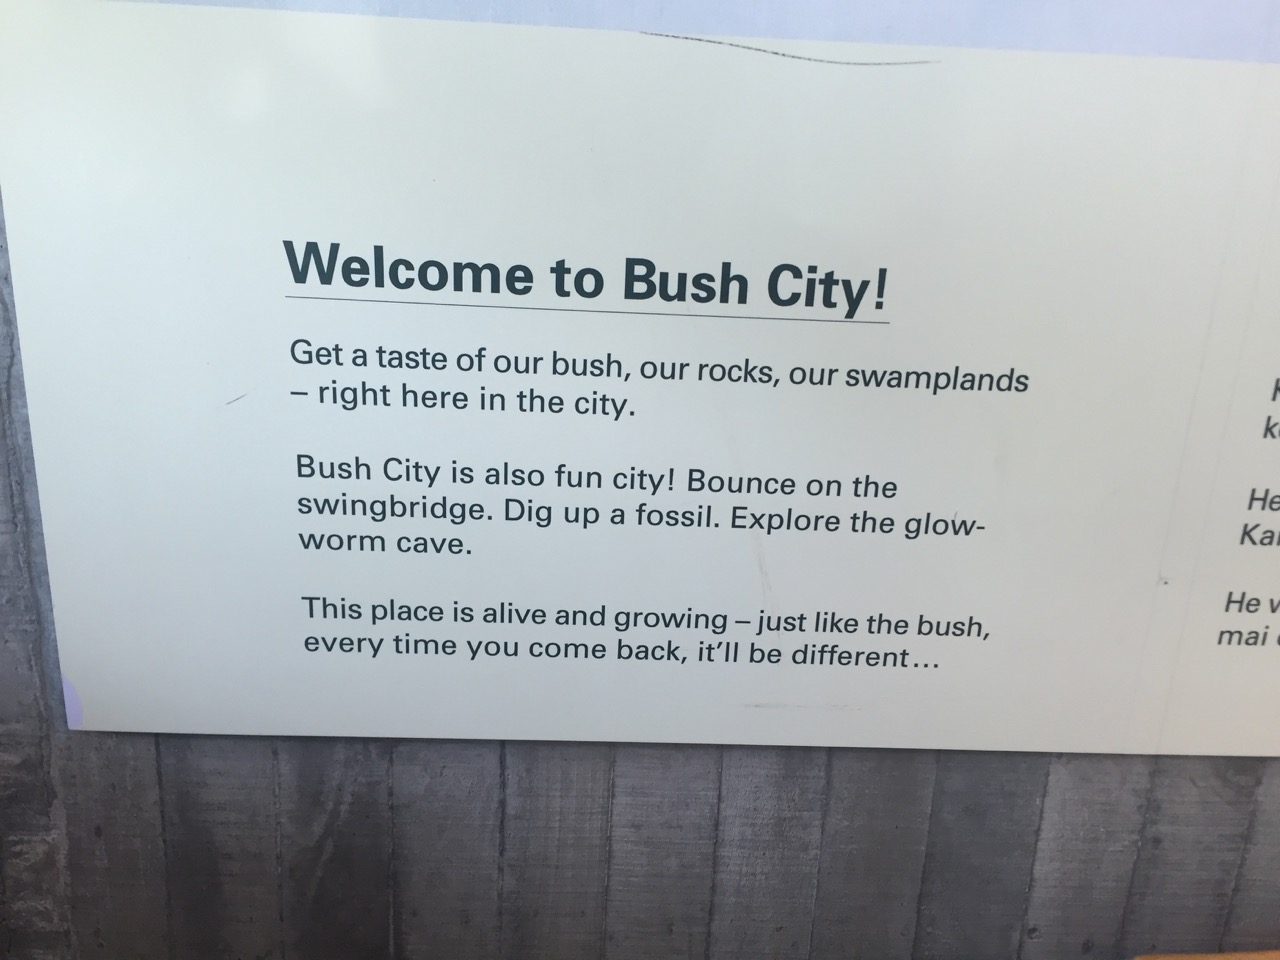 Welcome to Bush City!
Get a taste of our bush, our rocks, our swamplands
– right here in the city.
Bush City is also fun city! Bounce on the
swingbridge. Dig up a fossil. Explore the glow-
worm cave.
This place is alive and growing – just like the bush,
every time you come back, it'll be different...
He
mai